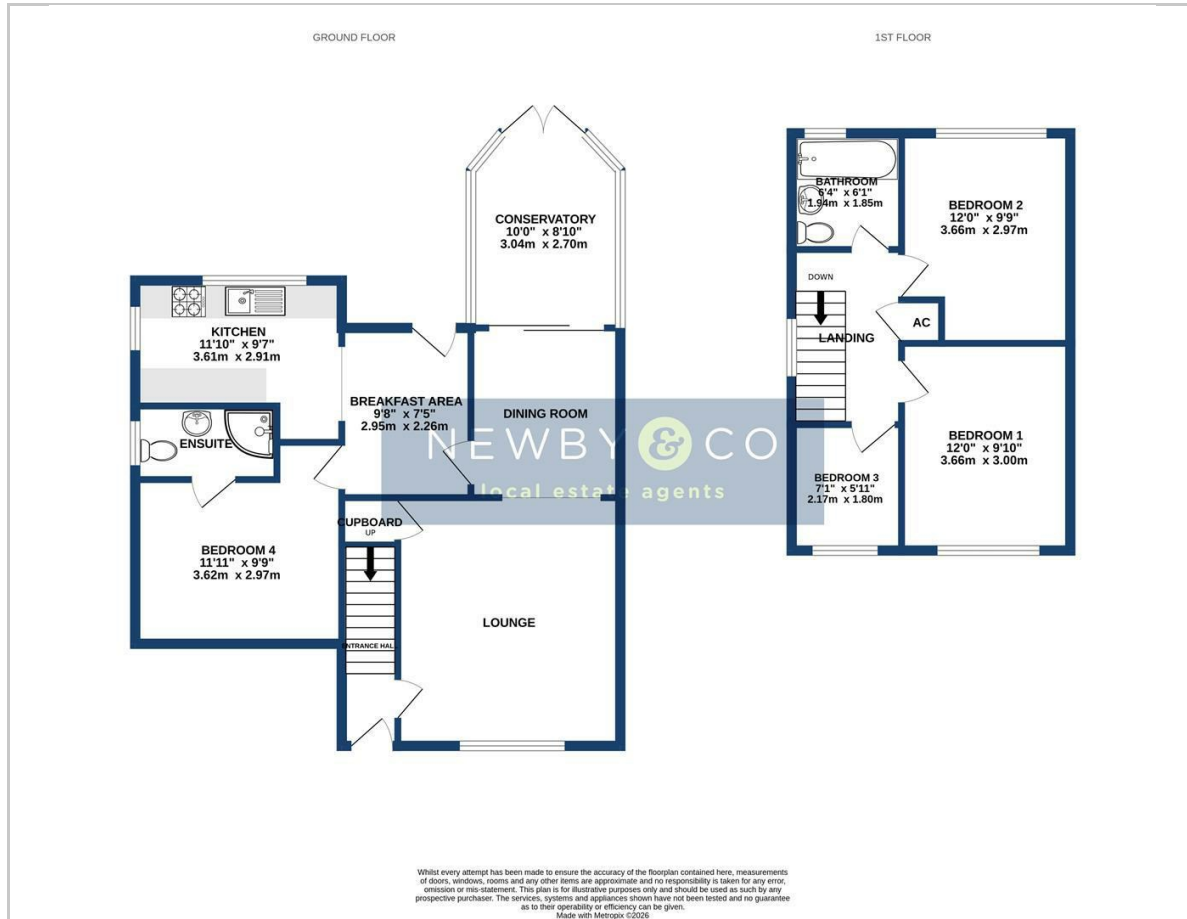 GROUND FLOOR
1ST FLOOR
CONSERVATORY
10'0" x 8'10"
3.04m x 2.70m
KITCHEN
11'10" x 9'7"
3.61m x 2.91m
BREAKFAST AREA
9'8" x 7'5"
2.95m x 2.26m
DINING ROOM
ENSUITE
CUPBOARD
UP
BEDROOM 4
11'11" x 9'9"
3.62m x 2.97m
LOUNGE
ENTRANCE HALL
BATHROOM
6'4" x 6'1"
1.94m x 1.85m
BEDROOM 2
12'0" x 9'9"
3.66m x 2.97m
DOWN
AC
LANDING
BEDROOM 1
12'0" x 9'10"
3.66m x 3.00m
BEDROOM 3
7'1" x 5'11"
2.17m x 1.80m
NEWBY & CO
local estate agents
Whilst every attempt has been made to ensure the accuracy of the floorplan contained here, measurements
of doors, windows, rooms and any other items are approximate and no responsibility is taken for any error,
omission or mis-statement. This plan is for illustrative purposes only and should be used as such by any
prospective purchaser. The services, systems and appliances shown have not been tested and no guarantee
as to their operability or efficiency can be given.
Made with Metropix ©2026